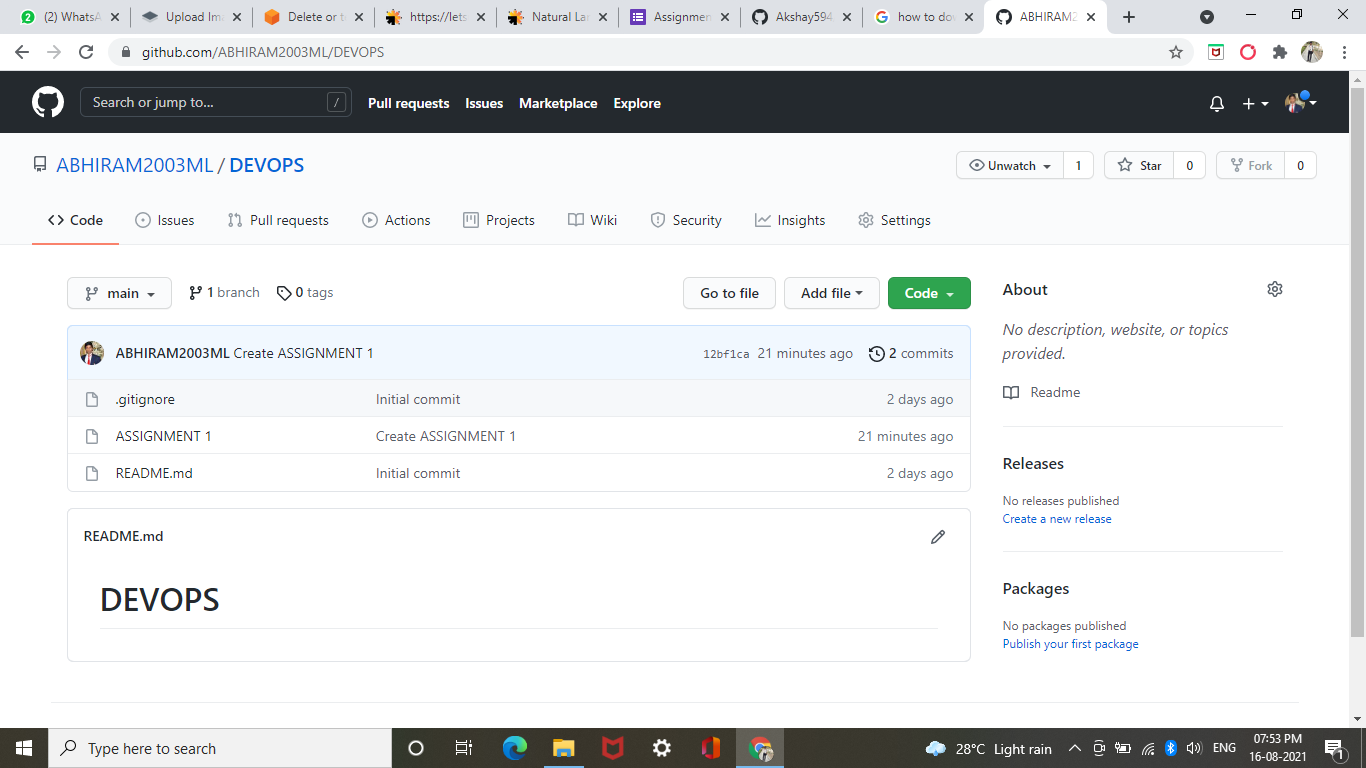 (2) WhatsA
Upload Ima
Delete or t
https://lets
Natural La
Assignmen
Akshay594
how to dow
ABHIRAM2
github.com/ABHIRAM2003ML/DEVOPS
Search or jump to... /
Pull requests Issues Marketplace Explore
ABHIRAM2003ML / DEVOPS
Unwatch 1 Star 0 Fork 0
Code Issues Pull requests Actions Projects Wiki Security Insights Settings
main 1 branch 0 tags
Go to file Add file Code
ABHIRAM2003ML Create ASSIGNMENT 1 12bf1ca 21 minutes ago 2 commits
.gitignore Initial commit 2 days ago
ASSIGNMENT 1 Create ASSIGNMENT 1 21 minutes ago
README.md Initial commit 2 days ago
README.md
DEVOPS
About
No description, website, or topics
provided.
Readme
Releases
No releases published
Create a new release
Packages
No packages published
Publish your first package
Type here to search
28°C Light rain
ENG
07:53 PM
16-08-2021
1